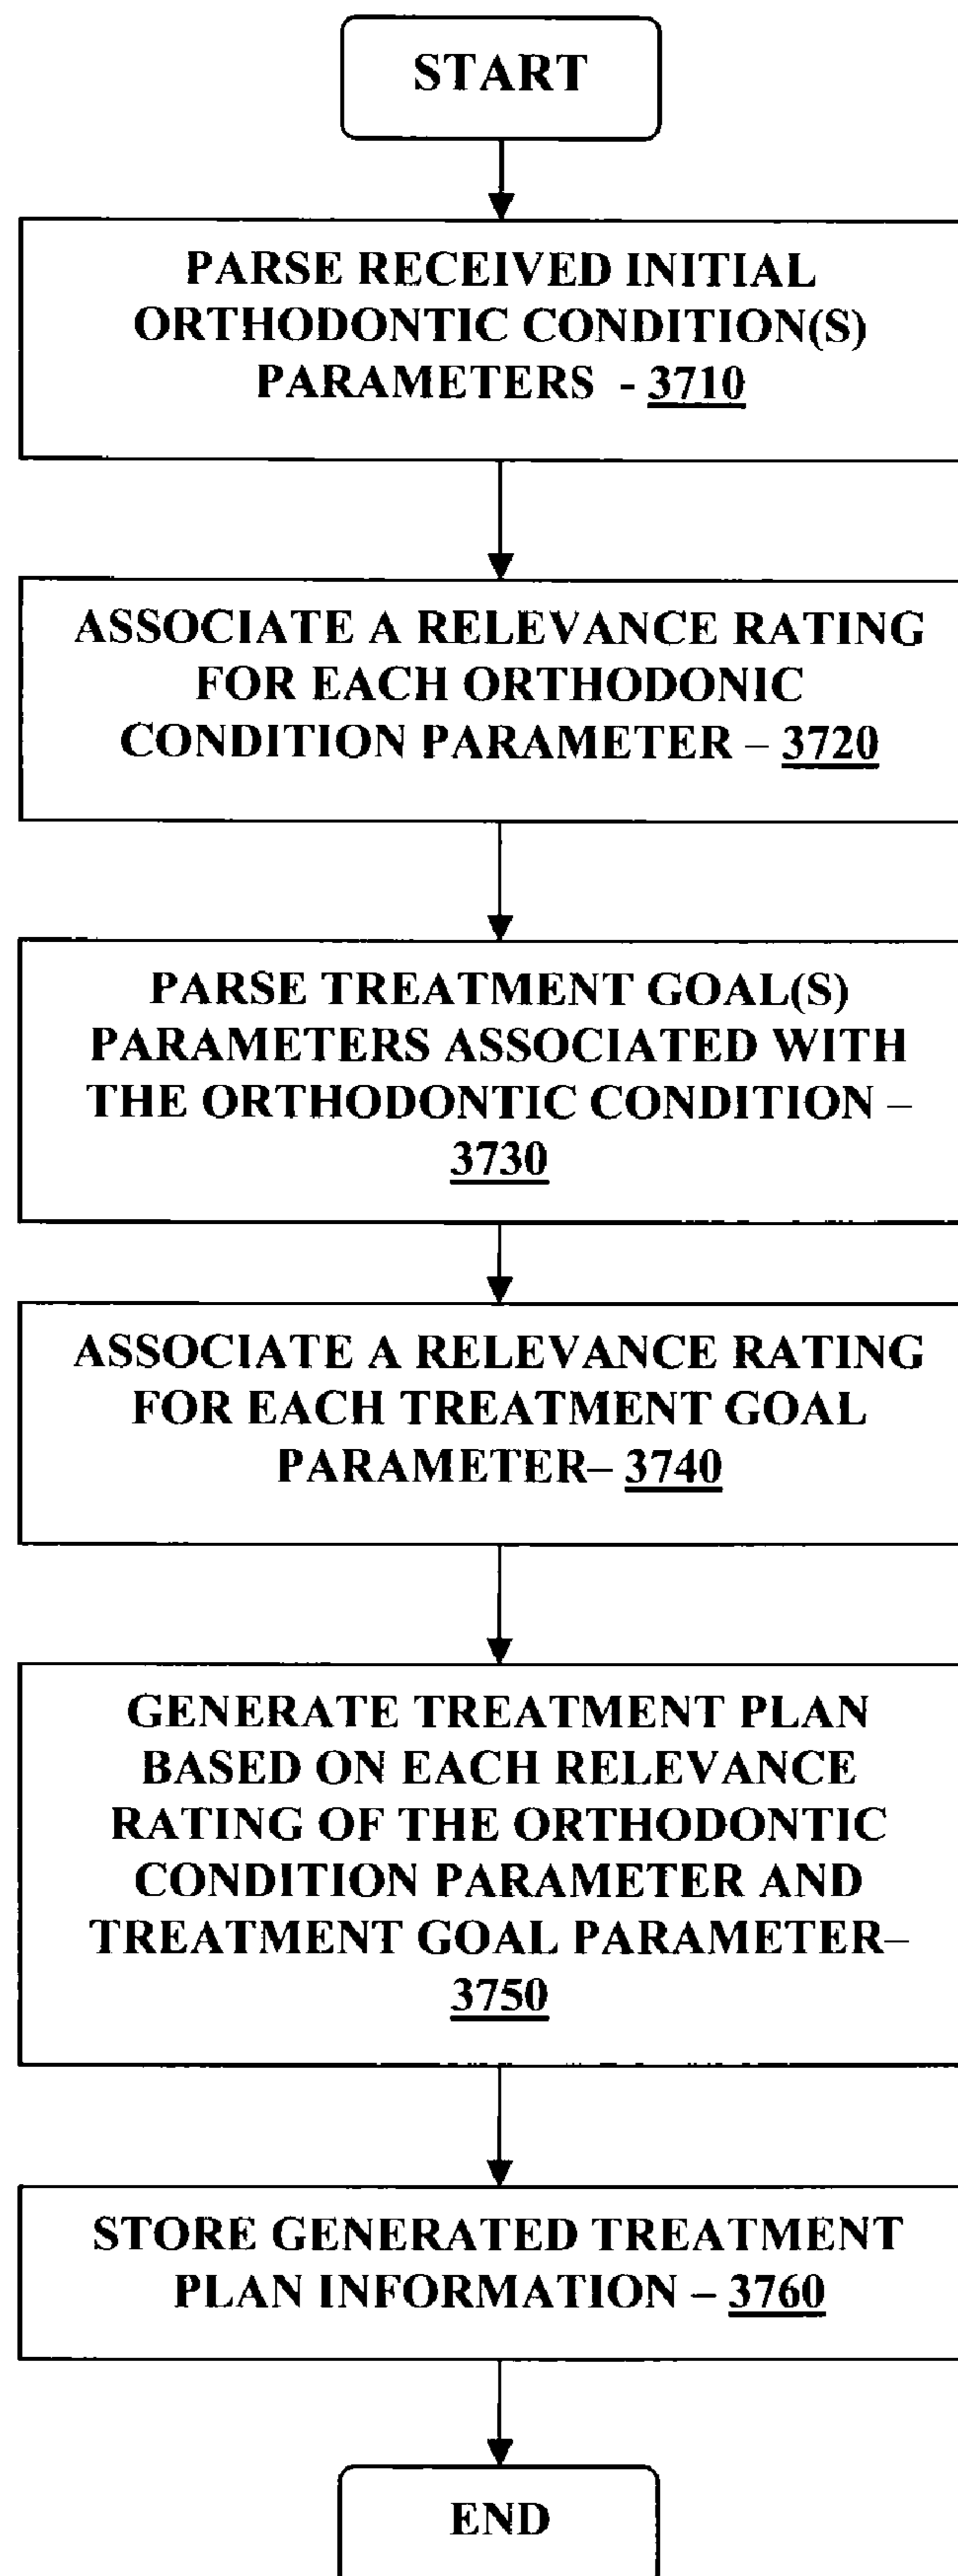 START
PARSE RECEIVED INITIAL
ORTHODONTIC CONDITION(S)
PARAMETERS - 3710
ASSOCIATE A RELEVANCE RATING
FOR EACH ORTHODONIC
CONDITION PARAMETER – 3720
PARSE TREATMENT GOAL(S)
PARAMETERS ASSOCIATED WITH
THE ORTHODONTIC CONDITION –
3730
ASSOCIATE A RELEVANCE RATING
FOR EACH TREATMENT GOAL
PARAMETER– 3740
GENERATE TREATMENT PLAN
BASED ON EACH RELEVANCE
RATING OF THE ORTHODONTIC
CONDITION PARAMETER AND
TREATMENT GOAL PARAMETER–
3750
STORE GENERATED TREATMENT
PLAN INFORMATION – 3760
END